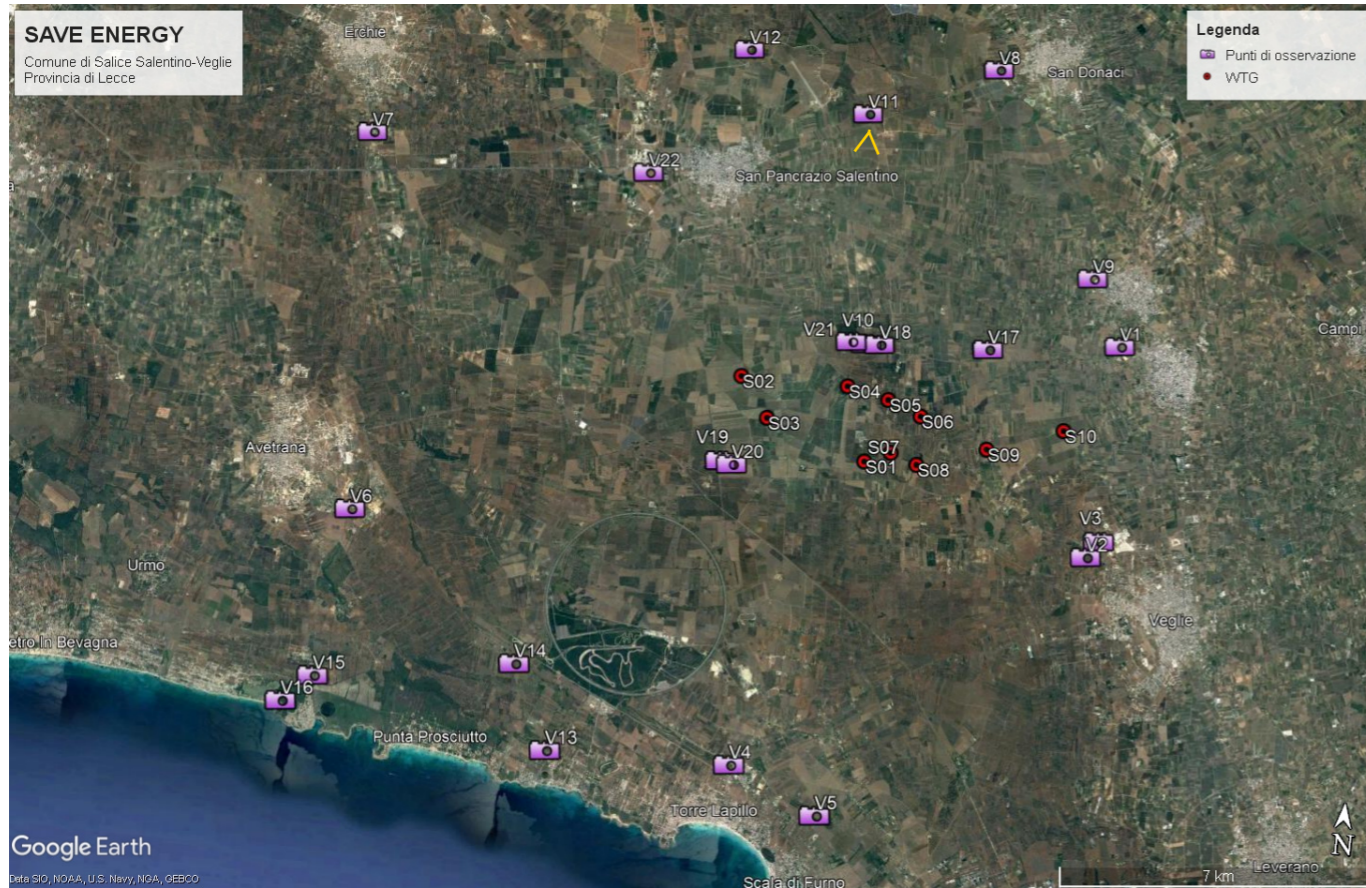 SAVE ENERGY
Comune di Salice Salentino-Veglie
Provincia di Lecce
Legenda
Punti di osservazione
WTG
Erchie
V12
V8
San Donaci
V11
V7
V22
San Pancrazio Salentino
a
V9
V10
V21
V18
V17
V1
Campi
S02
S04
S05
S03
S06
S10
Avetrana
V19
V20
S07
S01
S08
S09
V6
V3
V2
Urmo
Veglie
etro In Bevagna
V14
V15
V16
Punta Prosciutto
V13
V4
Torre Lapillo
V5
Google Earth
N
Leverano
7 km
Data SIO, NOAA, U.S. Navy, NGA, GEBCO
Scala di Furno